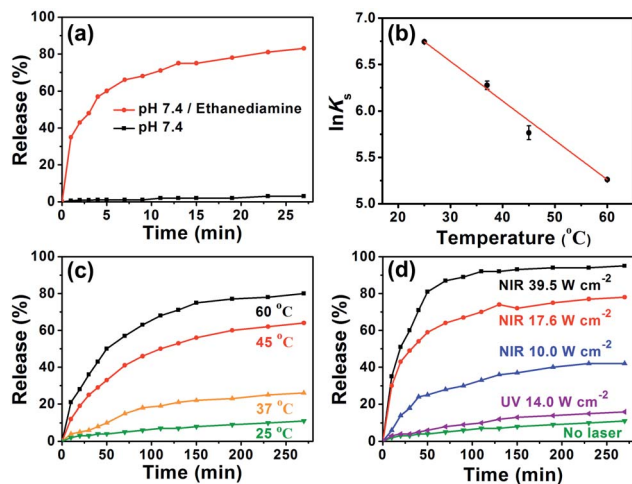 (a)
Release (%)
100
80
60
40
20
0
pH 7.4 / Ethanediamine
pH 7.4
0 5 10 15 20 25
Time (min)
(b)
lnKₛ
7.0
6.5
6.0
5.5
5.0
20 30 40 50 60
Temperature (°C)
(c)
Release (%)
100
80
60
40
20
0
60 °C
45 °C
37 °C
25 °C
0 50 100 150 200 250
Time (min)
(d)
Release (%)
100
80
60
40
20
0
NIR 39.5 W cm⁻²
NIR 17.6 W cm⁻²
NIR 10.0 W cm⁻²
UV 14.0 W cm⁻²
No laser
0 50 100 150 200 250
Time (min)